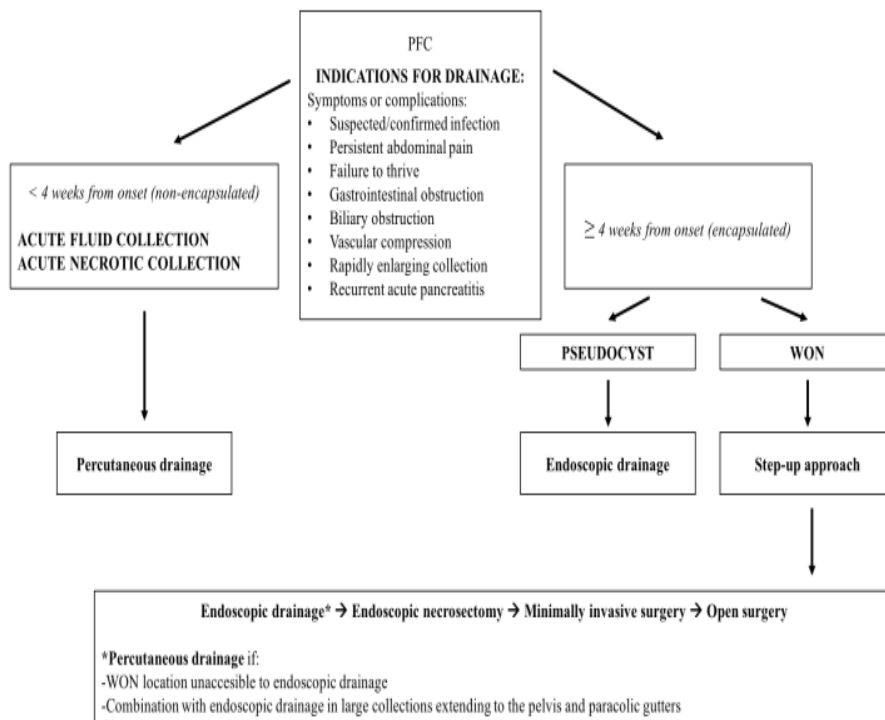 PFC
INDICATIONS FOR DRAINAGE:
Symptoms or complications:
• Suspected/confirmed infection
• Persistent abdominal pain
• Failure to thrive
• Gastrointestinal obstruction
• Biliary obstruction
• Vascular compression
• Rapidly enlarging collection
• Recurrent acute pancreatitis
< 4 weeks from onset (non-encapsulated)
ACUTE FLUID COLLECTION
ACUTE NECROTIC COLLECTION
≥ 4 weeks from onset (encapsulated)
PSEUDOCYST
WON
Percutaneous drainage
Endoscopic drainage
Step-up approach
Endoscopic drainage* → Endoscopic necrosectomy → Minimally invasive surgery → Open surgery
*Percutaneous drainage if:
-WON location unaccesible to endoscopic drainage
-Combination with endoscopic drainage in large collections extending to the pelvis and paracolic gutters